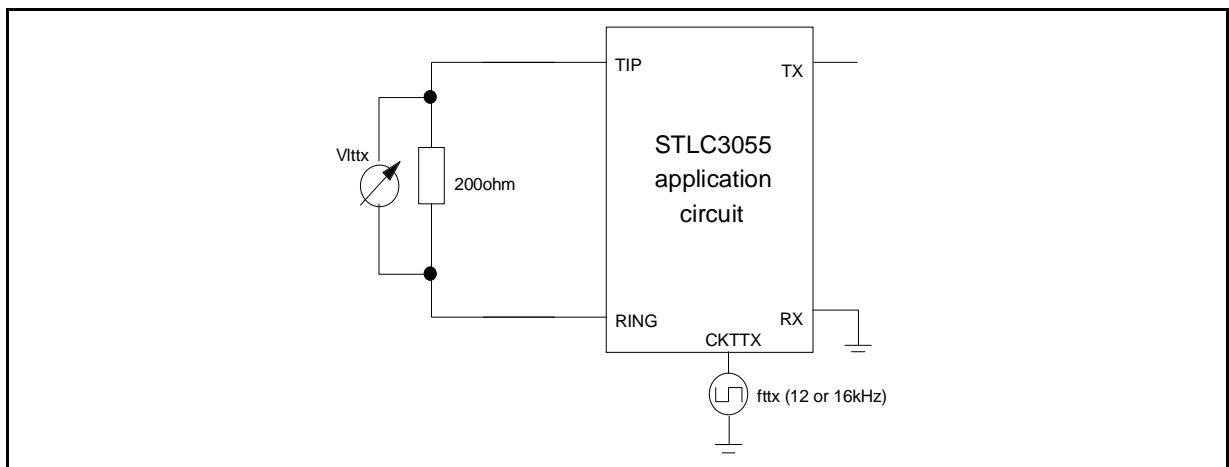 TIP
TX
STLC3055
application
circuit
Vlttx
200ohm
RING
RX
CKTTX
fttx (12 or 16kHz)